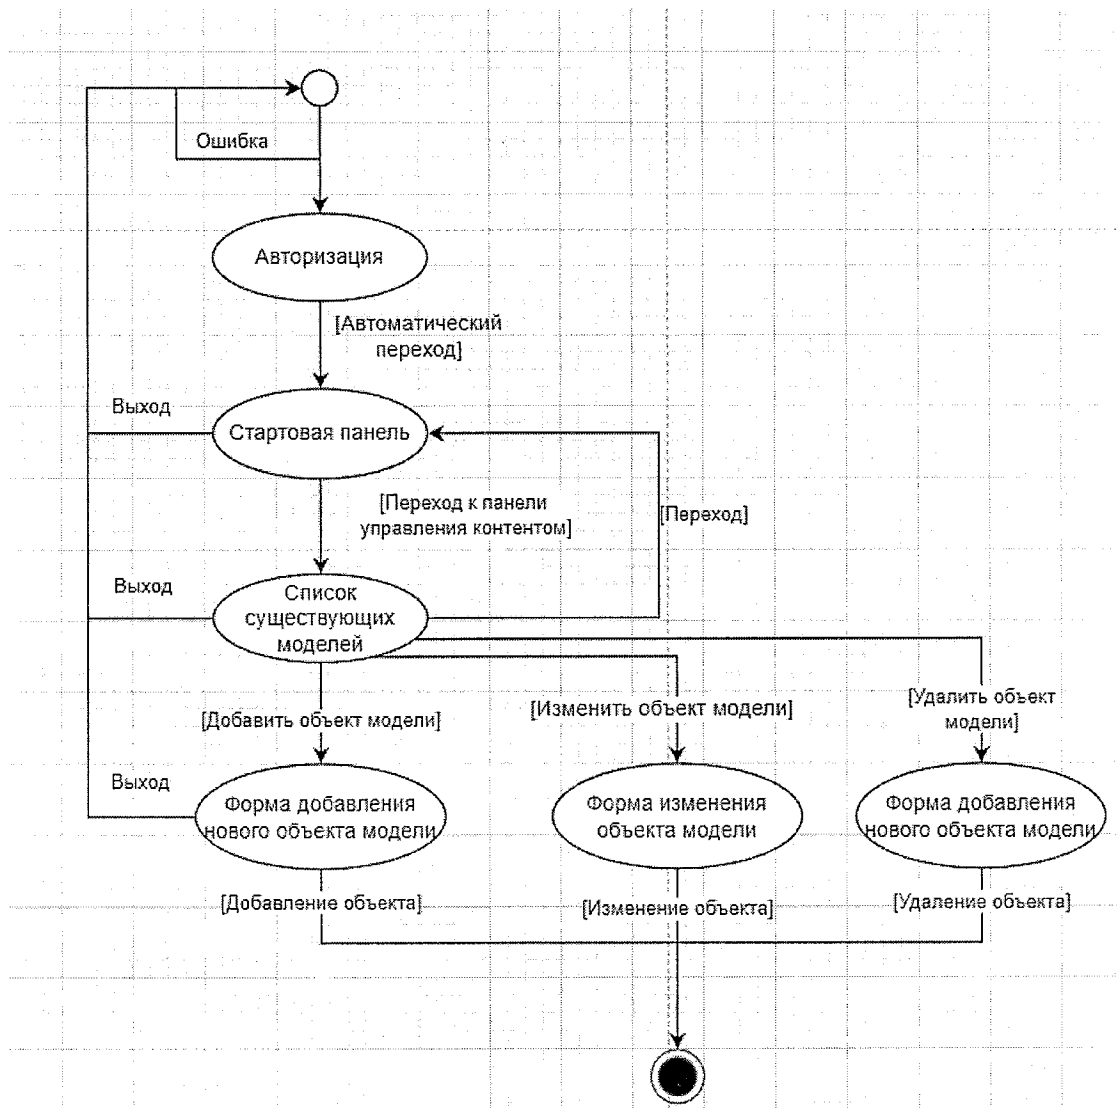 Ошибка
Авторизация
[Автоматический
переход]
Выход
Стартовая панель
[Переход к панели
управления контентом]
[Переход]
Выход
Список
существующих
моделей
[Добавить объект модели]
[Изменить объект модели]
[Удалить объект
модели]
Выход
Форма добавления
нового объекта модели
Форма изменения
объекта модели
Форма добавления
нового объекта модели
[Добавление объекта]
[Изменение объекта]
[Удаление объекта]